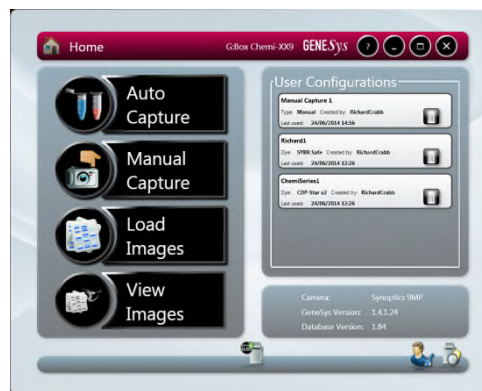 Home
G:Box Chemi-XX9 GENESys ?
Auto
Capture
Manual
Capture
Load
Images
View
Images
User Configurations
Manual Capture 1
Type: Manual Created by: RichardCrabb
Last used: 24/06/2014 14:56
Richard1
Dye: SYBR Safe Created by: RichardCrabb
Last used: 24/06/2014 12:26
ChemiSeries1
Dye: CDP-Star x2 Created by: RichardCrabb
Last used: 24/06/2014 12:26
Camera: Synoptics 9MP
GeneSys Version: 1.4.1.24
Database Version: 1.84